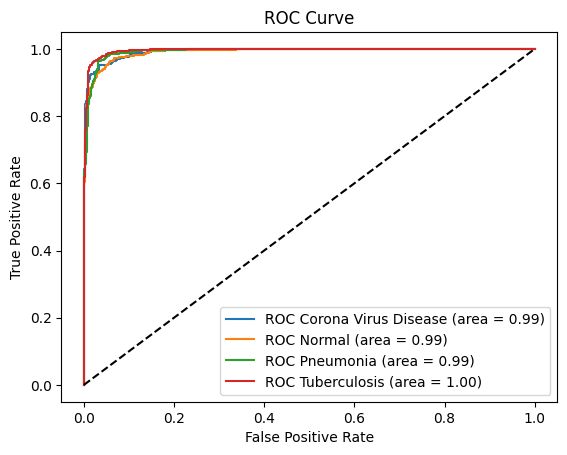 ROC Curve
1.0
0.8
0.6
0.4
0.2
0.0
True Positive Rate
ROC Corona Virus Disease (area = 0.99)
ROC Normal (area = 0.99)
ROC Pneumonia (area = 0.99)
ROC Tuberculosis (area = 1.00)
0.0 0.2 0.4 0.6 0.8 1.0
False Positive Rate